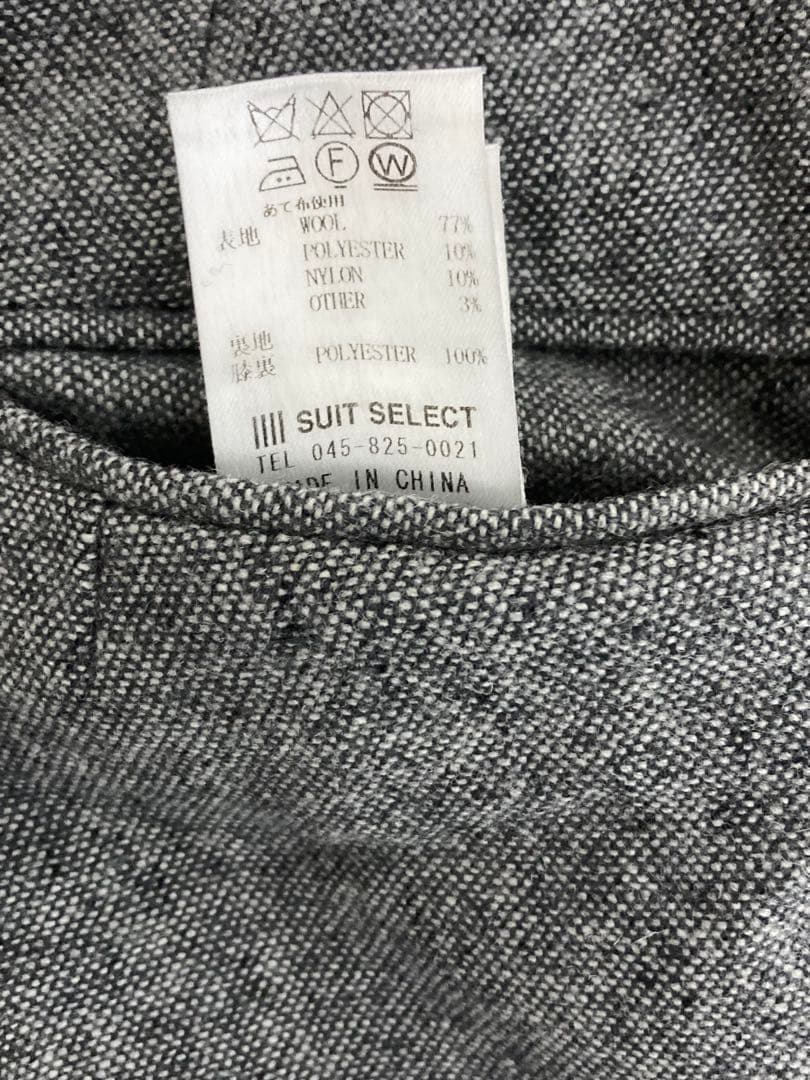 F W
あて布使用
表地 WOOL 77%
POLYESTER 10%
NYLON 10%
OTHER 3%
裏地
膝裏 POLYESTER 100%
SUIT SELECT
TEL 045-825-0021
MADE IN CHINA